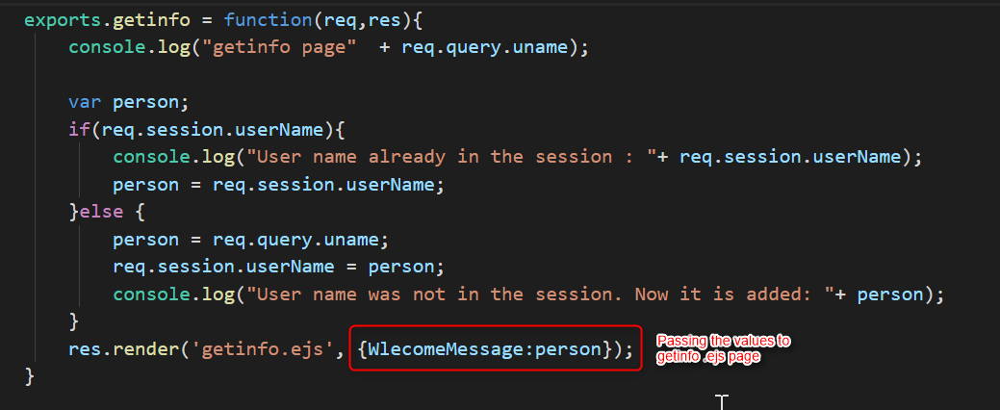 exports.getinfo = function(req,res){
console.log("getinfo page"  + req.query.uname);
var person;
if(req.session.userName){
console.log("User name already in the session : "+ req.session.userName);
person = req.session.userName;
}else {
person = req.query.uname;
req.session.userName = person;
console.log("User name was not in the session. Now it is added: "+ person);
}
res.render('getinfo.ejs', {WlecomeMessage:person});
Passing the values to
getinfo .ejs page
}